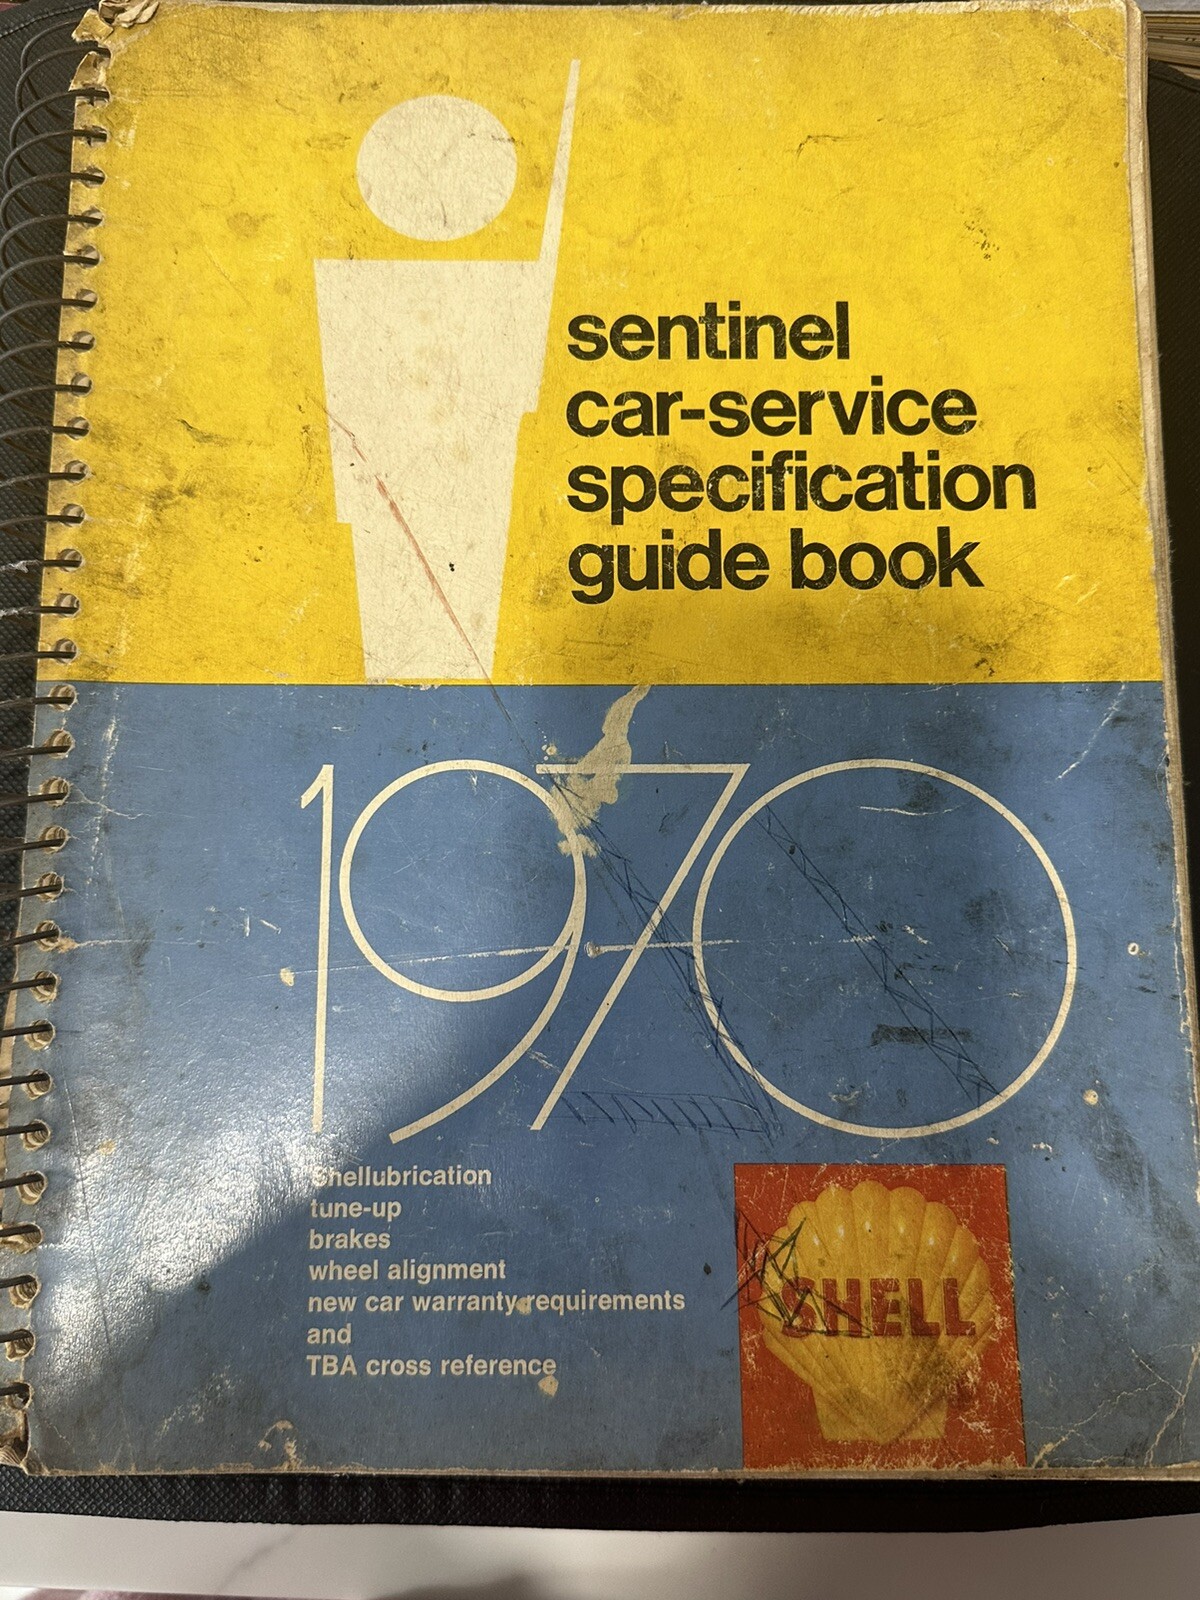 sentinel
car-service
specification
guide book
1970
Shellubrication
tune-up
brakes
wheel alignment
new car warranty requirements
and
TBA cross reference
SHELL